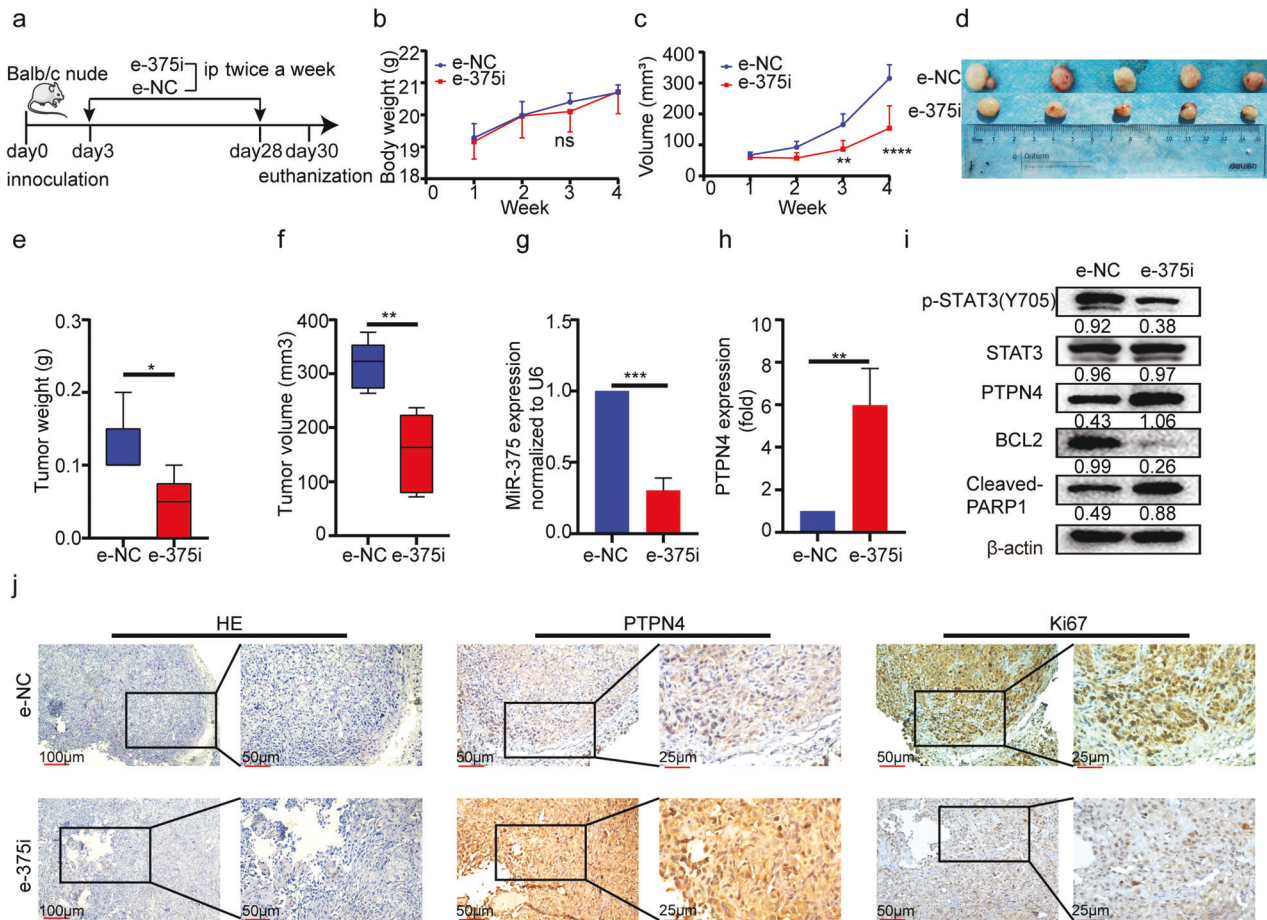 a
Balb/c nude
e-375i
e-NC
ip twice a week
day0
day3
day28
day30
innoculation
euthanization
b
Body weight (g)
22
21
20
19
18
0
1
2
3
4
Week
e-NC
e-375i
ns
c
Volume (mm³)
400
300
200
100
0
0
1
2
3
4
Week
e-NC
e-375i
**
****
d
e-NC
e-375i
e
Tumor weight (g)
0.3
0.2
0.1
0.0
*
e-NC
e-375i
f
Tumor volume (mm3)
400
300
200
100
0
**
e-NC
e-375i
g
MiR-375 expression
normalized to U6
1.5
1.0
0.5
0.0
***
e-NC
e-375i
h
PTPN4 expression
(fold)
10
8
6
4
2
0
**
e-NC
e-375i
i
e-NC e-375i
p-STAT3(Y705)
0.92 0.38
STAT3
0.96 0.97
PTPN4
0.43 1.06
BCL2
0.99 0.26
Cleaved-
PARP1
0.49 0.88
β-actin
j
HE
PTPN4
Ki67
e-NC
100μm
50μm
50μm
25μm
50μm
25μm
e-375i
100μm
50μm
50μm
25μm
50μm
25μm